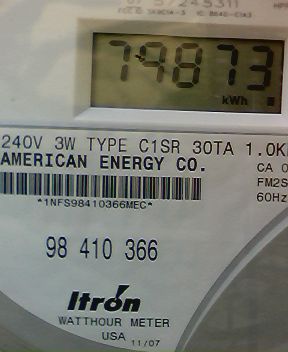 79873
kWh
240V 3W TYPE C1SR 30TA 1.0K
AMERICAN ENERGY CO.
CA 0
FM2S
60Hz
*1NFS98410366MEC*
98 410 366
Itron
WATTHOUR METER
USA 11/07